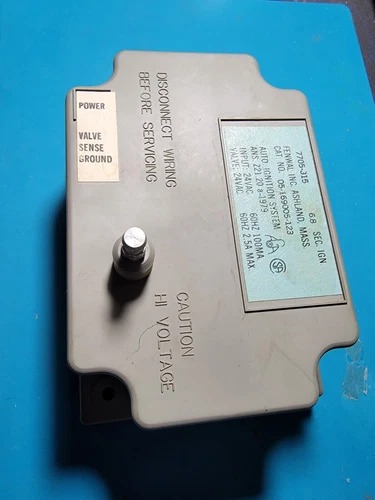 POWER
VALVE
SENSE
GROUND
DISCONNECT WIRING
BEFORE SERVICING
CAUTION
HI VOLTAGE
7705-315 6.8 SEC. IGN
FENWAL INC. ASHLAND, MASS
CAT NO. 05-169005-123
AUTO IGNITION SYSTEM
ANS. Z21.20 a-1979
INPUT: 24VAC 60HZ 100MA
VALVE: 24VAC 60HZ 2.5A MAX.